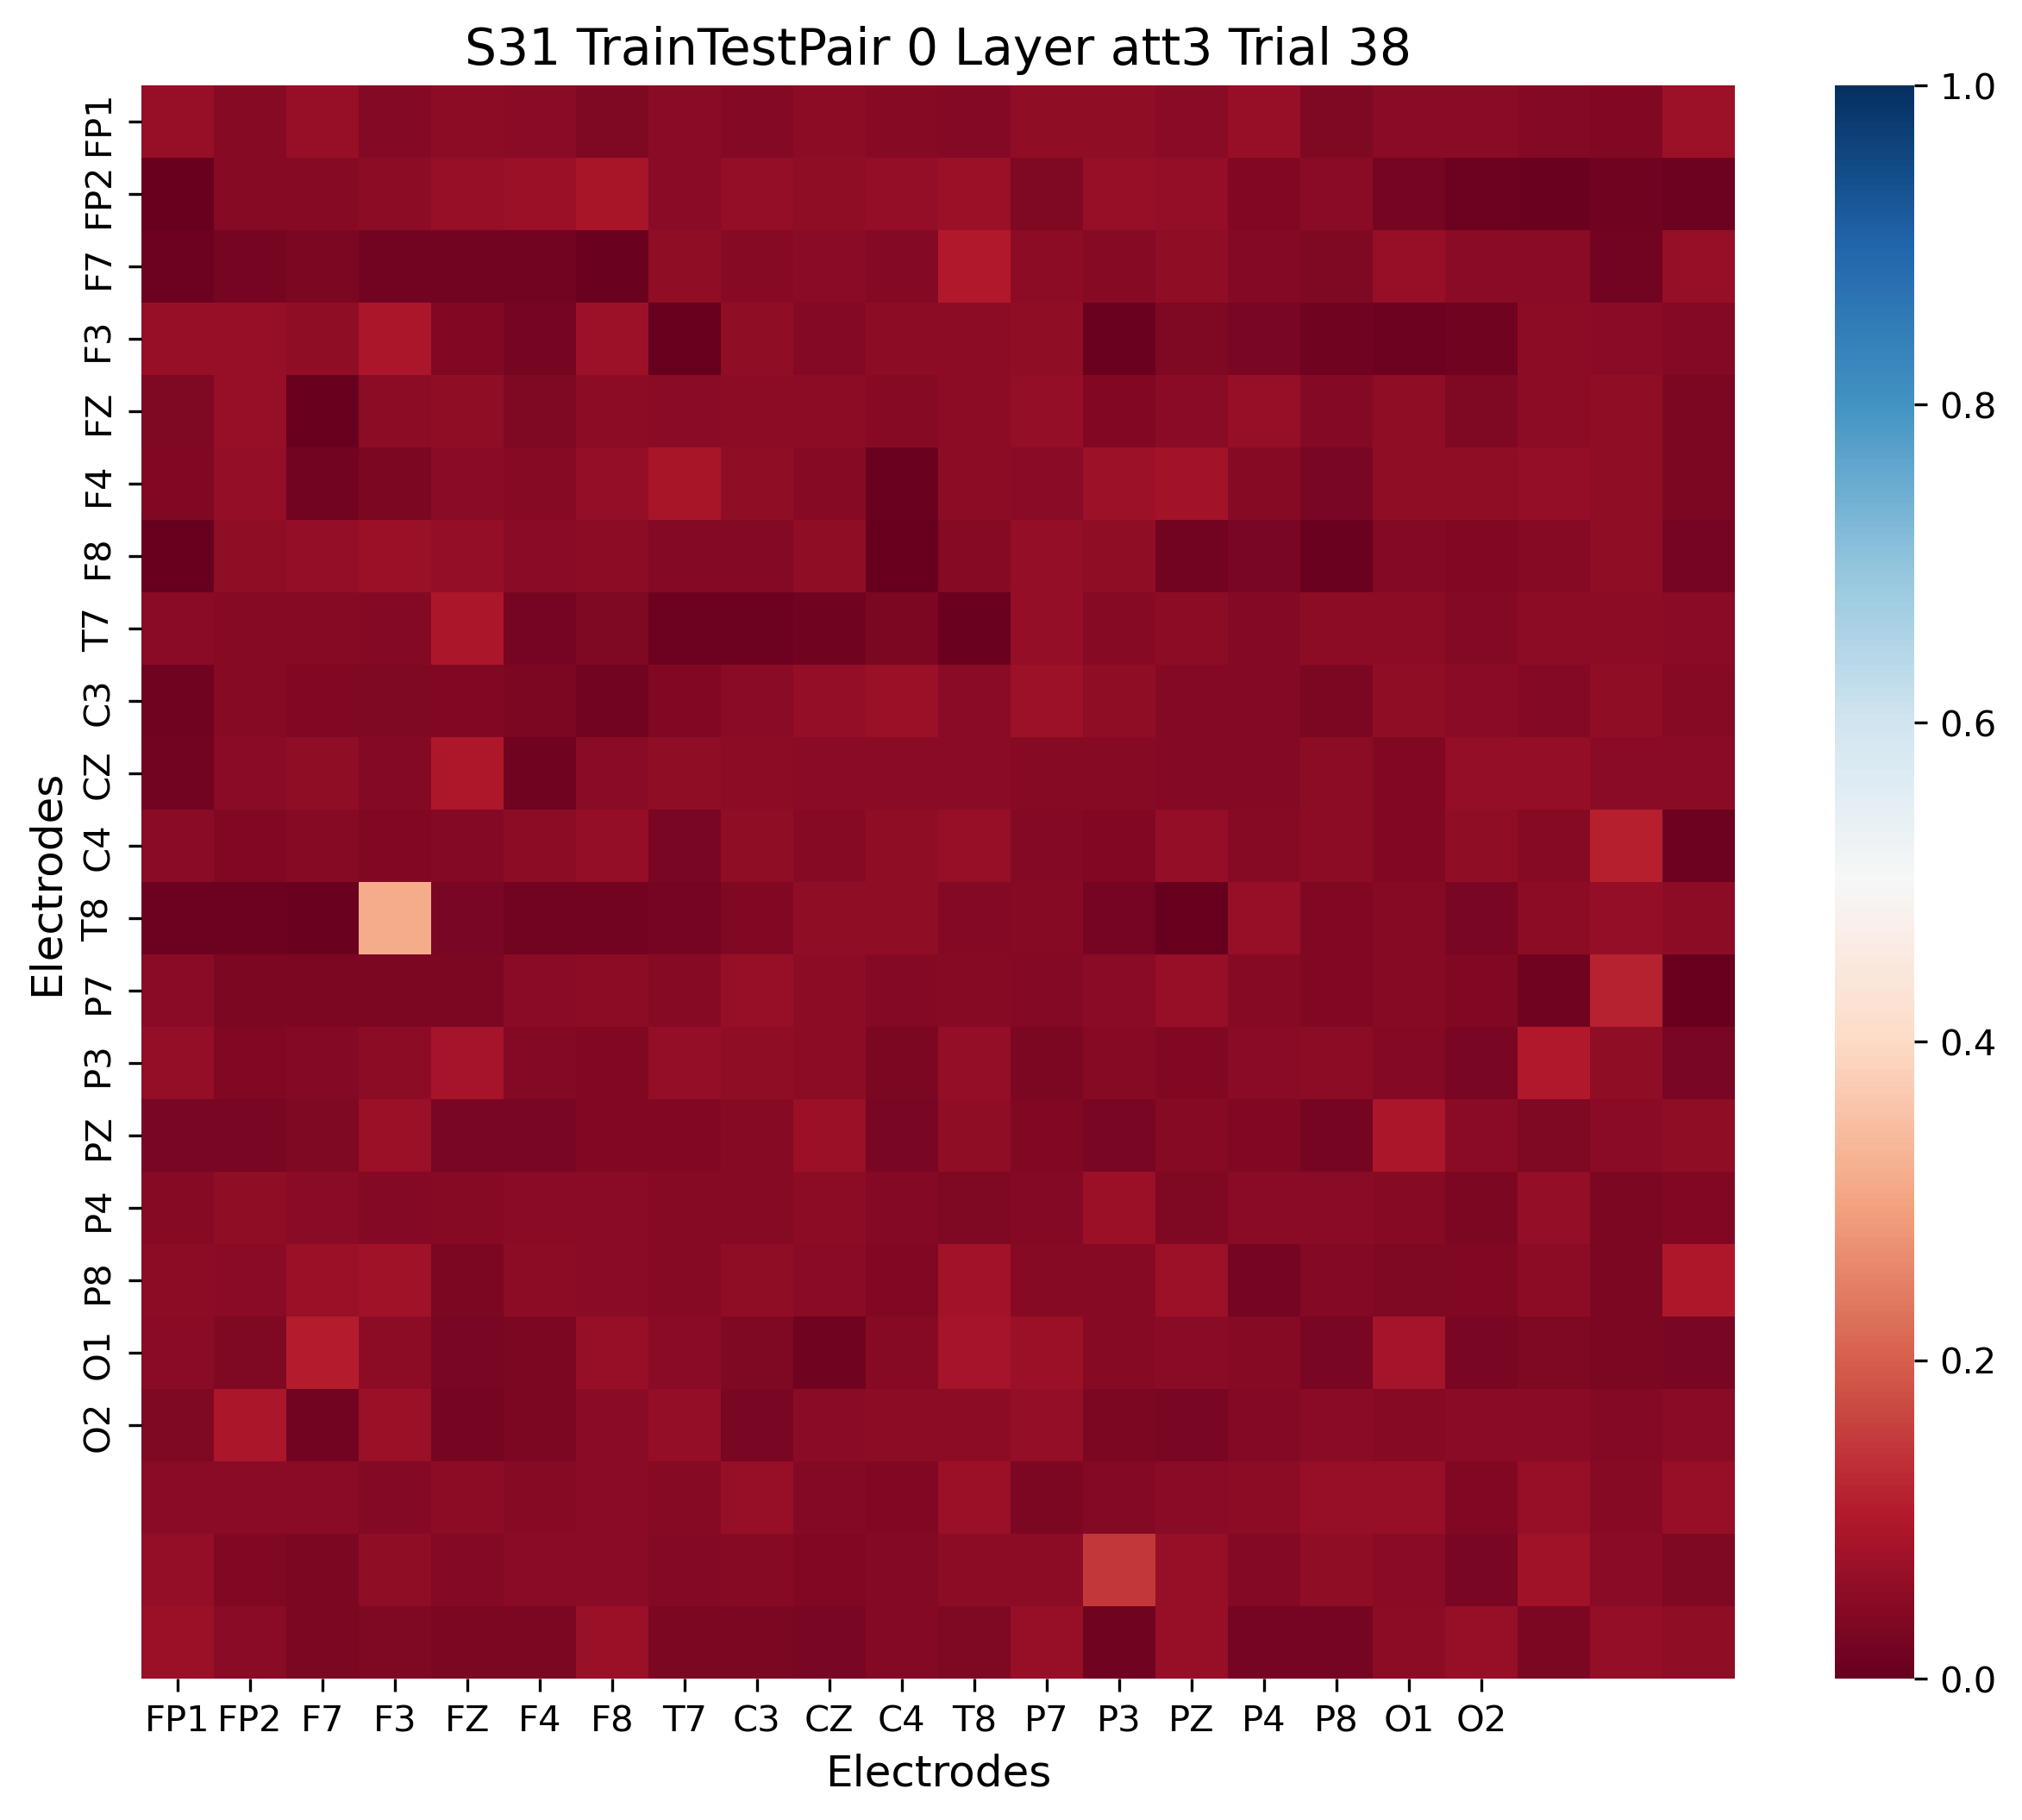 S31 TrainTestPair 0 Layer att3 Trial 38
Electrodes
FP1
FP2
F7
F3
FZ
F4
F8
T7
C3
CZ
C4
T8
P7
P3
PZ
P4
P8
O1
O2
FP1 FP2 F7 F3 FZ F4 F8 T7 C3 CZ C4 T8 P7 P3 PZ P4 P8 O1 O2
Electrodes
1.0
0.8
0.6
0.4
0.2
0.0